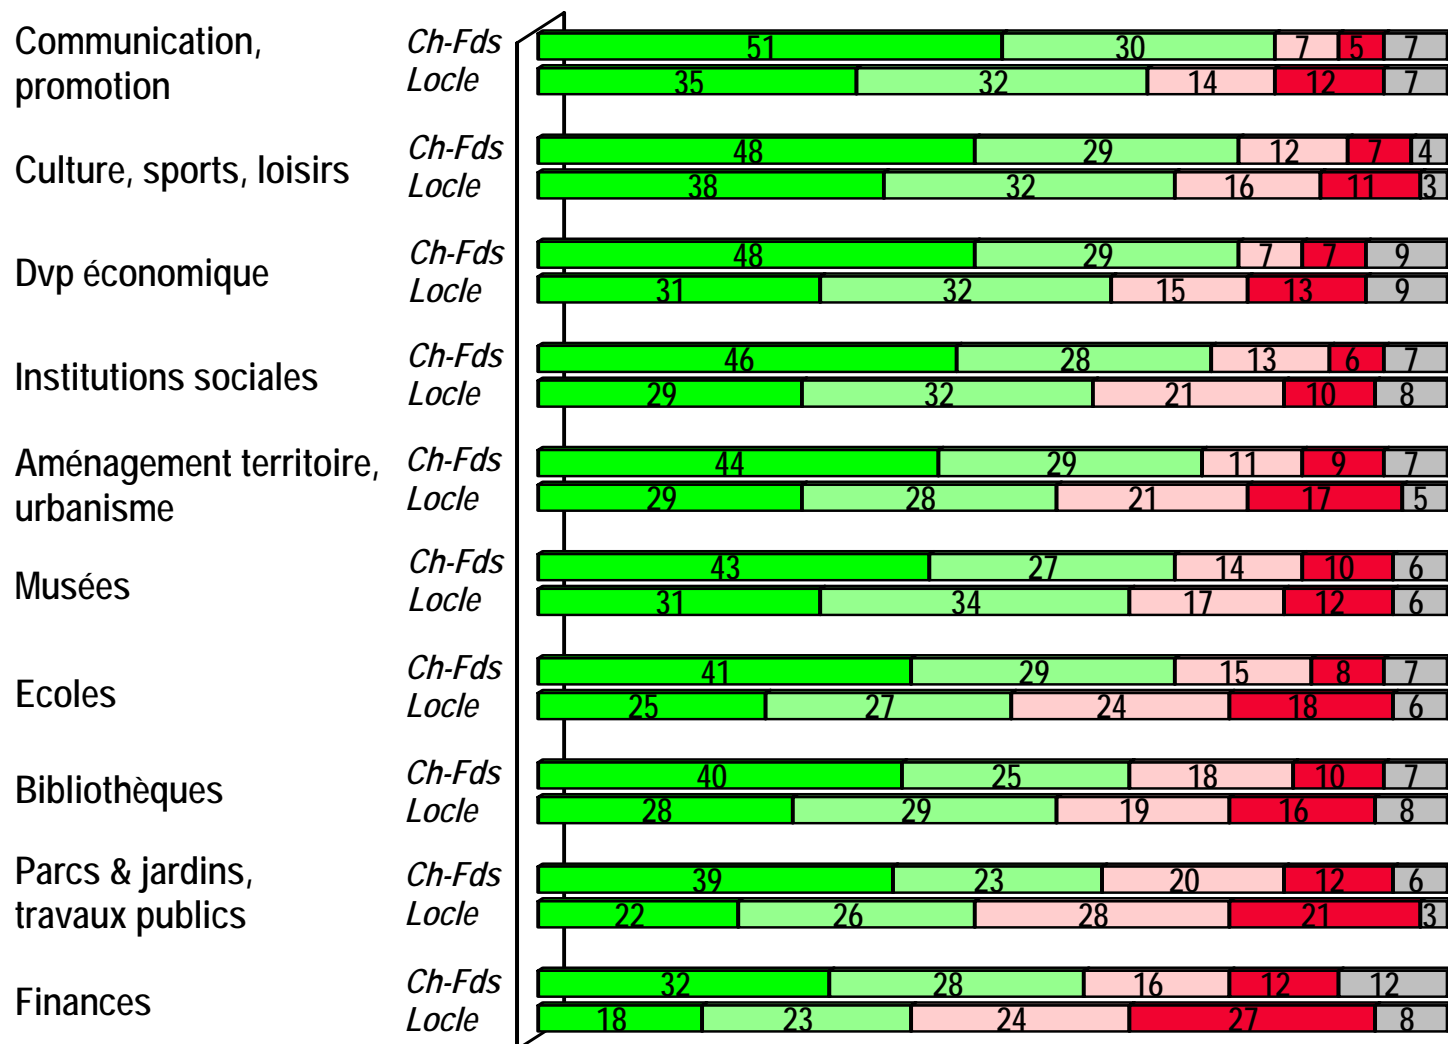 Communication,
promotion
Ch-Fds 51 30 7 5 7
Locle 35 32 14 12 7
Culture, sports, loisirs
Ch-Fds 48 29 12 7 4
Locle 38 32 16 11 3
Dvp économique
Ch-Fds 48 29 7 7 9
Locle 31 32 15 13 9
Institutions sociales
Ch-Fds 46 28 13 6 7
Locle 29 32 21 10 8
Aménagement territoire,
urbanisme
Ch-Fds 44 29 11 9 7
Locle 29 28 21 17 5
Musées
Ch-Fds 43 27 14 10 6
Locle 31 34 17 12 6
Ecoles
Ch-Fds 41 29 15 8 7
Locle 25 27 24 18 6
Bibliothèques
Ch-Fds 40 25 18 10 7
Locle 28 29 19 16 8
Parcs & jardins,
travaux publics
Ch-Fds 39 23 20 12 6
Locle 22 26 28 21 3
Finances
Ch-Fds 32 28 16 12 12
Locle 18 23 24 27 8